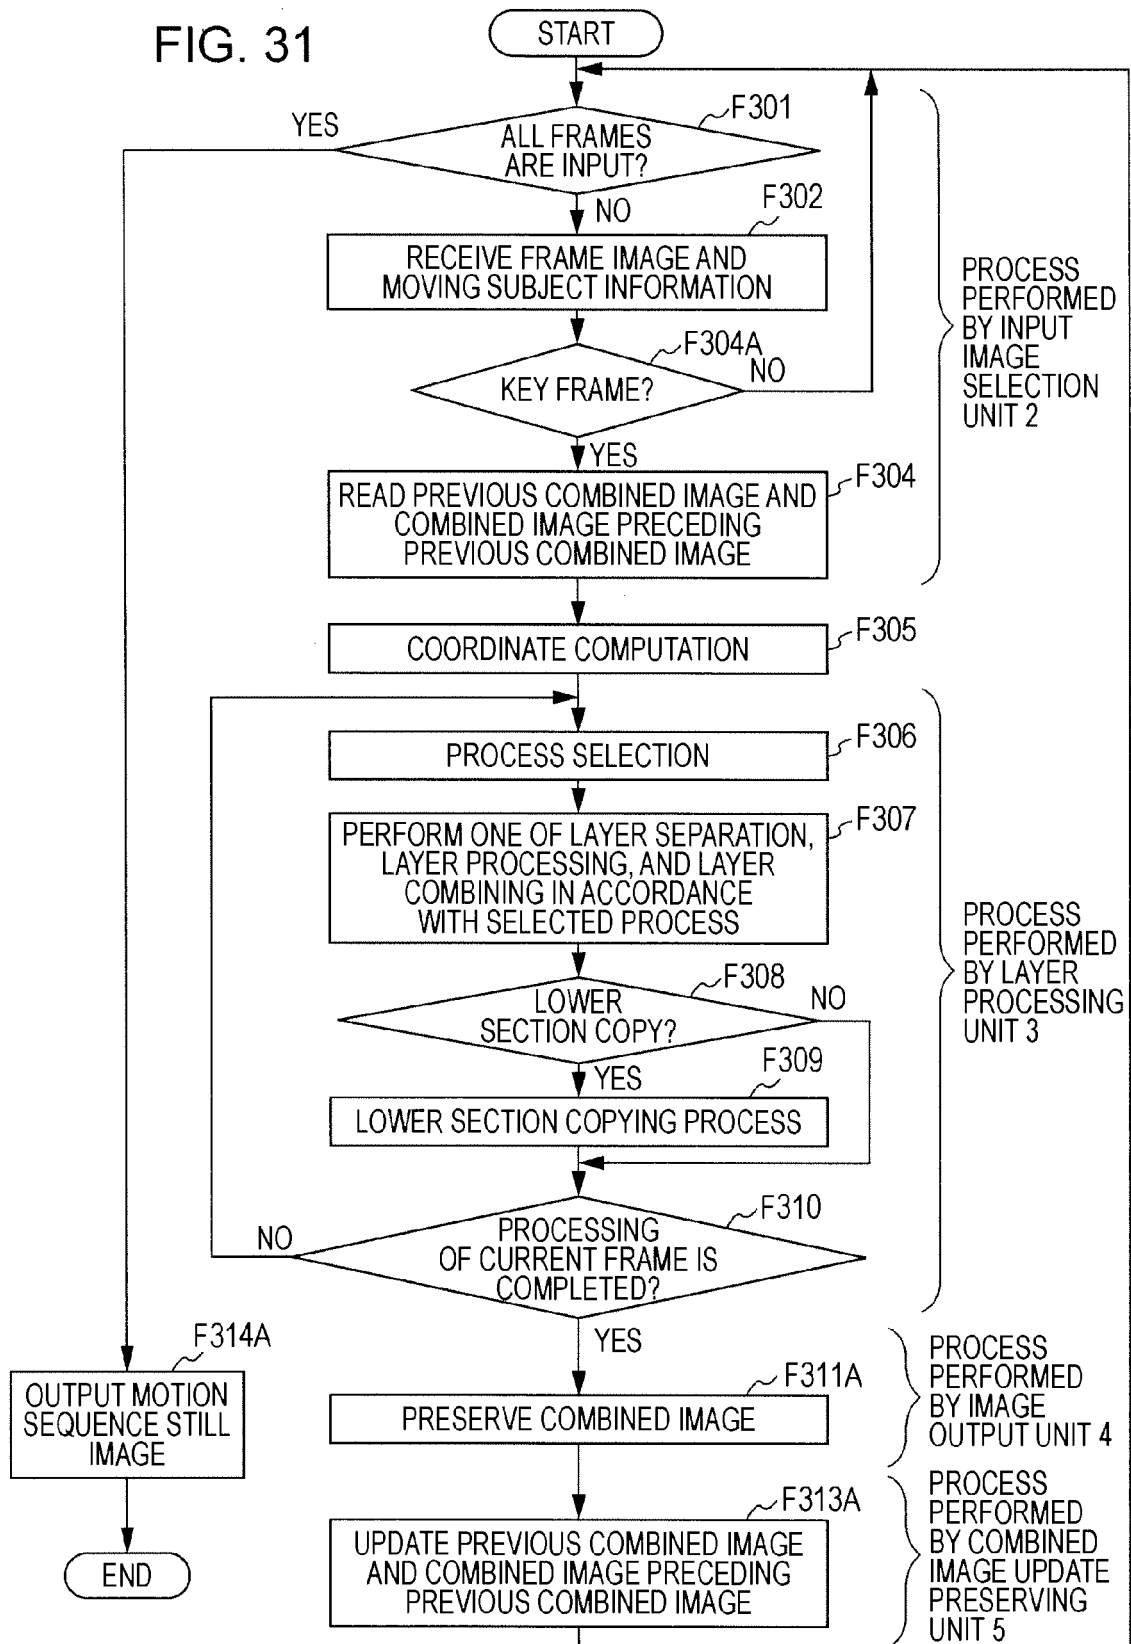 FIG. 31
START
F301
YES
ALL FRAMES
ARE INPUT?
NO
F302
RECEIVE FRAME IMAGE AND
MOVING SUBJECT INFORMATION
F304A
KEY FRAME?
NO
YES
F304
READ PREVIOUS COMBINED IMAGE AND
COMBINED IMAGE PRECEDING
PREVIOUS COMBINED IMAGE
PROCESS
PERFORMED
BY INPUT
IMAGE
SELECTION
UNIT 2
F305
COORDINATE COMPUTATION
F306
PROCESS SELECTION
F307
PERFORM ONE OF LAYER SEPARATION,
LAYER PROCESSING, AND LAYER
COMBINING IN ACCORDANCE
WITH SELECTED PROCESS
F308
LOWER
SECTION COPY?
NO
YES
F309
LOWER SECTION COPYING PROCESS
F310
NO
PROCESSING
OF CURRENT FRAME IS
COMPLETED?
YES
PROCESS
PERFORMED
BY LAYER
PROCESSING
UNIT 3
F314A
OUTPUT MOTION
SEQUENCE STILL
IMAGE
END
F311A
PRESERVE COMBINED IMAGE
PROCESS
PERFORMED
BY IMAGE
OUTPUT UNIT 4
F313A
UPDATE PREVIOUS COMBINED IMAGE
AND COMBINED IMAGE PRECEDING
PREVIOUS COMBINED IMAGE
PROCESS
PERFORMED
BY COMBINED
IMAGE UPDATE
PRESERVING
UNIT 5